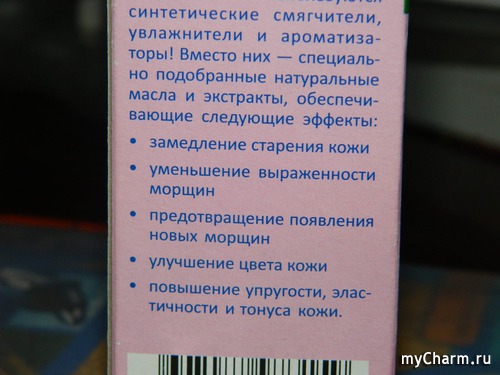 синтетические смягчители,
увлажнители и ароматиза-
торы! Вместо них — специаль-
но подобранные натуральные
масла и экстракты, обеспечи-
вающие следующие эффекты:
• замедление старения кожи
• уменьшение выраженности
морщин
• предотвращение появления
новых морщин
• улучшение цвета кожи
• повышение упругости, элас-
тичности и тонуса кожи.
myCharm.ru